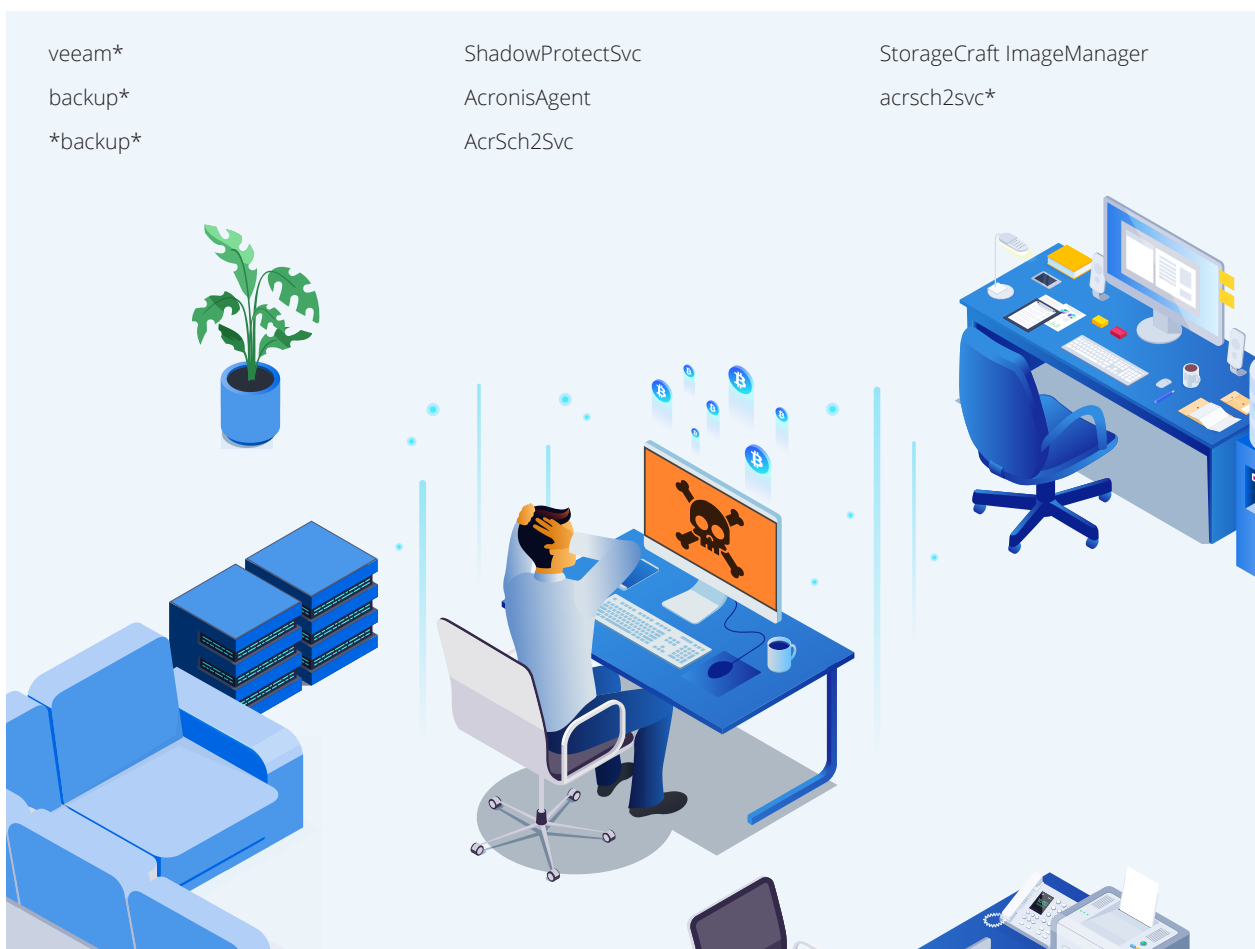 veeam*
backup*
*backup*
ShadowProtectSvc
AcronisAgent
AcrSch2Svc
StorageCraft ImageManager
acrsch2svc*